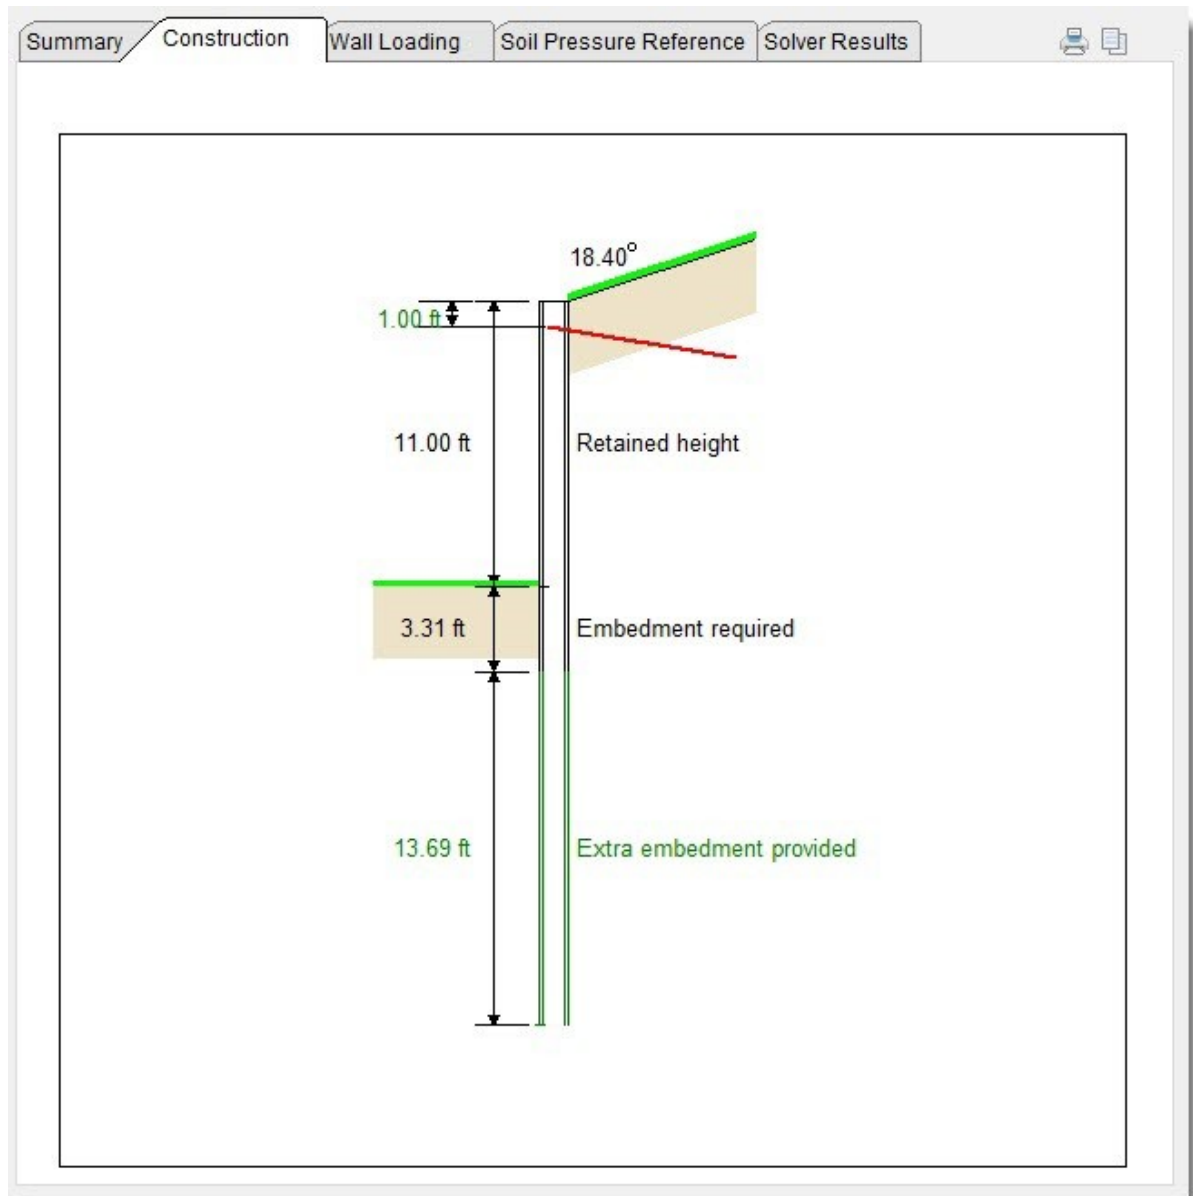 Summary Construction Wall Loading Soil Pressure Reference Solver Results
18.40°
1.00 ft
11.00 ft Retained height
3.31 ft Embedment required
13.69 ft Extra embedment provided